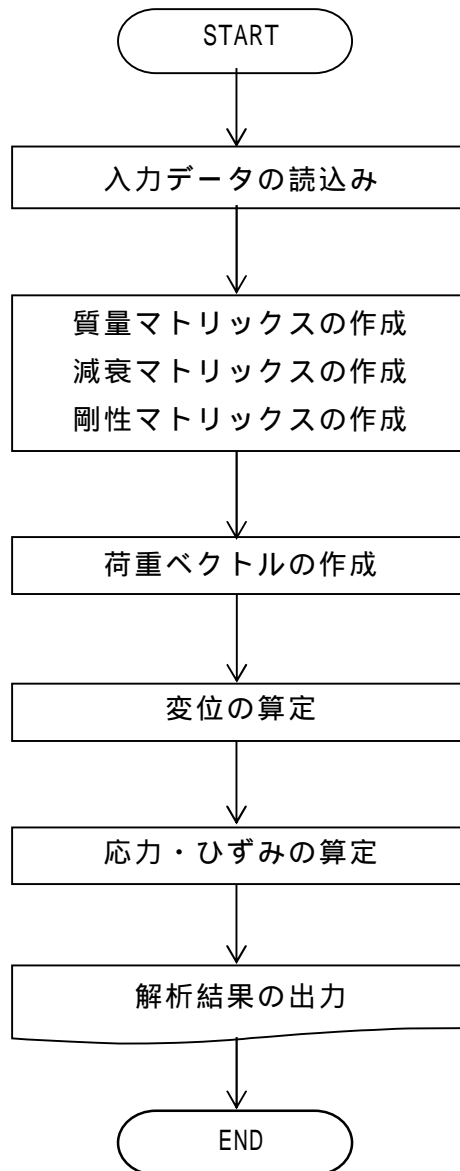 START
入力データの読込み
質量マトリックスの作成
減衰マトリックスの作成
剛性マトリックスの作成
荷重ベクトルの作成
変位の算定
応力・ひずみの算定
解析結果の出力
END